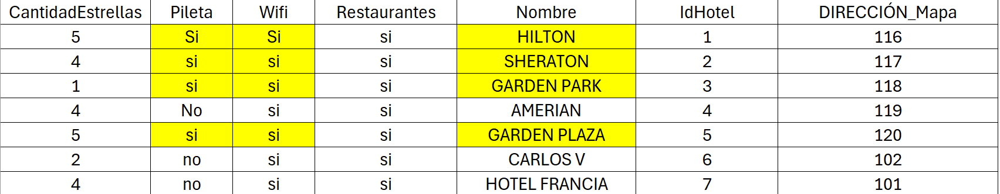 CantidadEstrellas Pileta Wifi Restaurantes Nombre IdHotel DIRECCIÓN_Mapa
5 Si Si si HILTON 1 116
4 si si si SHERATON 2 117
1 si si si GARDEN PARK 3 118
4 No si si AMERIAN 4 119
5 si si si GARDEN PLAZA 5 120
2 no si si CARLOS V 6 102
4 no si si HOTEL FRANCIA 7 101